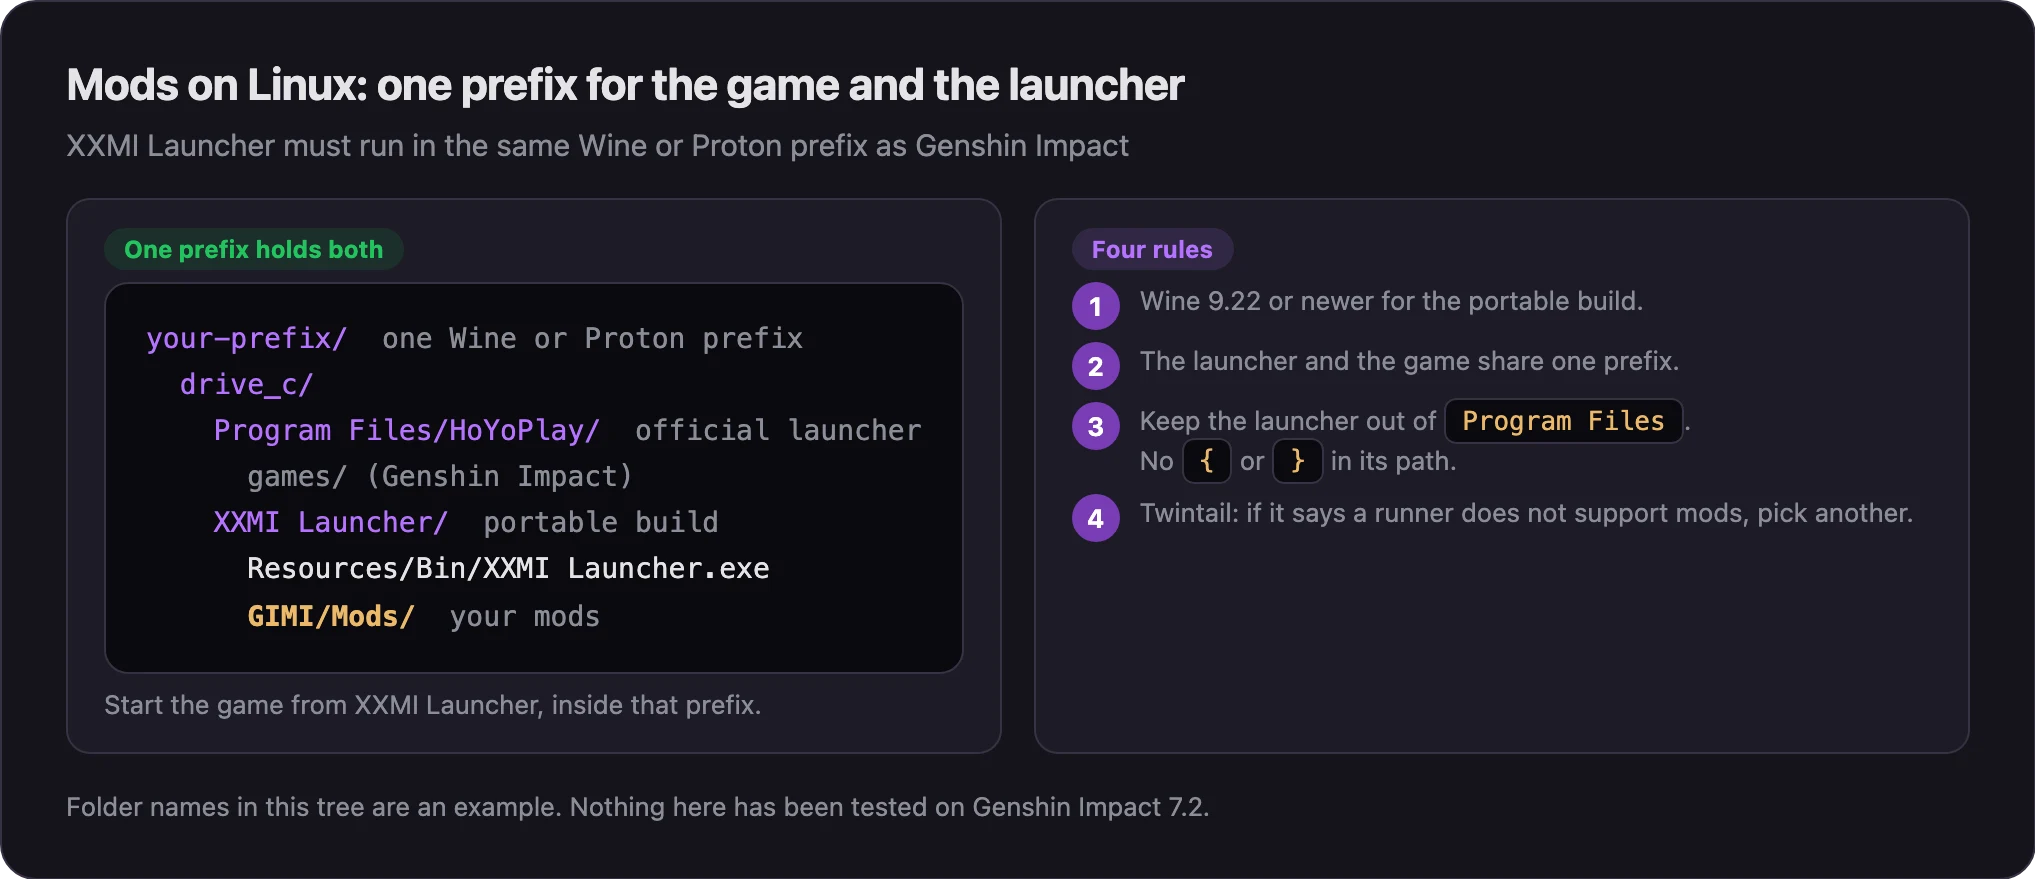 Mods on Linux: one prefix for the game and the launcher
XXMI Launcher must run in the same Wine or Proton prefix as Genshin Impact
One prefix holds both
your-prefix/ one Wine or Proton prefix
drive_c/
Program Files/HoYoPlay/ official launcher
games/ (Genshin Impact)
XXMI Launcher/ portable build
Resources/Bin/XXMI Launcher.exe
GIMI/Mods/ your mods
Start the game from XXMI Launcher, inside that prefix.
Four rules
1 Wine 9.22 or newer for the portable build.
2 The launcher and the game share one prefix.
3 Keep the launcher out of Program Files.
No { or } in its path.
4 Twintail: if it says a runner does not support mods, pick another.
Folder names in this tree are an example. Nothing here has been tested on Genshin Impact 7.2.